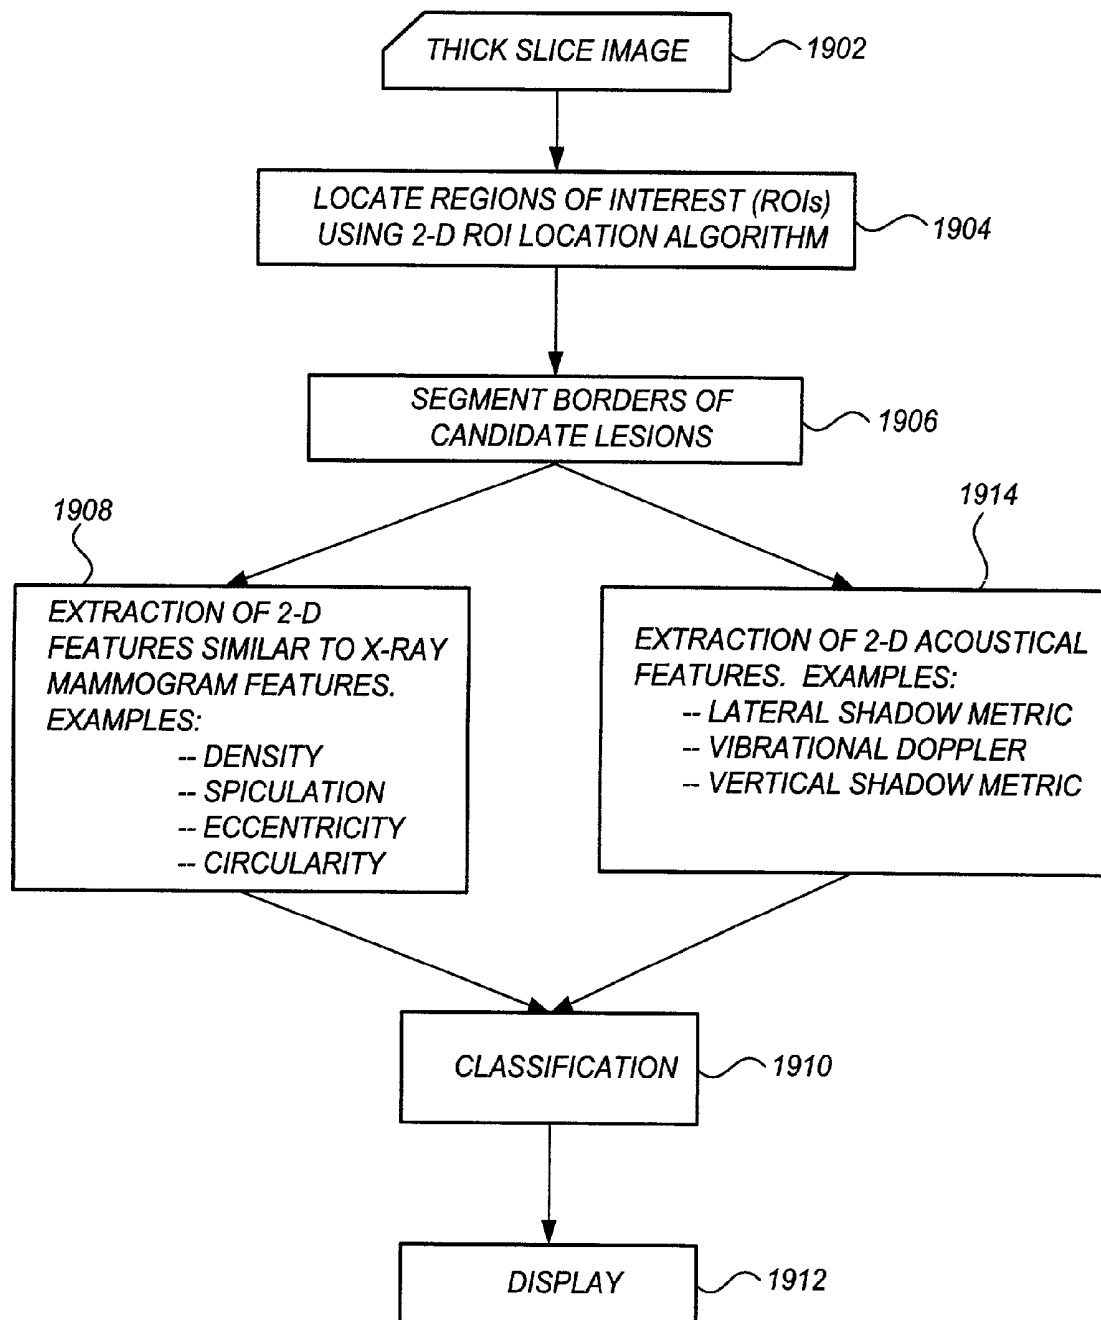 THICK SLICE IMAGE
1902
LOCATE REGIONS OF INTEREST (ROIs)
USING 2-D ROI LOCATION ALGORITHM
1904
SEGMENT BORDERS OF
CANDIDATE LESIONS
1906
1908
EXTRACTION OF 2-D
FEATURES SIMILAR TO X-RAY
MAMMOGRAM FEATURES.
EXAMPLES:
-- DENSITY
-- SPICULATION
-- ECCENTRICITY
-- CIRCULARITY
1914
EXTRACTION OF 2-D ACOUSTICAL
FEATURES. EXAMPLES:
-- LATERAL SHADOW METRIC
-- VIBRATIONAL DOPPLER
-- VERTICAL SHADOW METRIC
CLASSIFICATION
1910
DISPLAY
1912